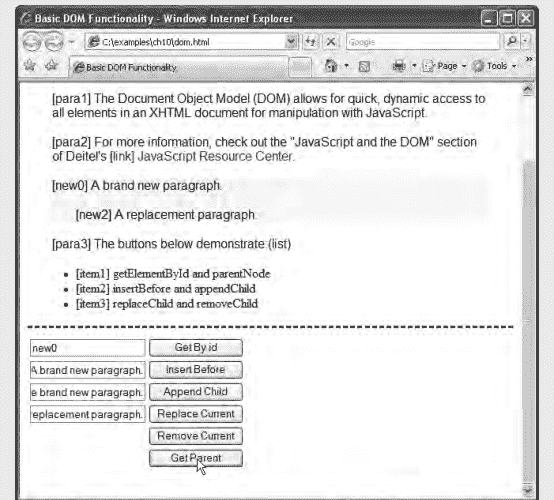 Basic DOM Functionality - Windows Internet Explorer
C:\examples\ch10\dom.html
Google
Basic DOM Functionality
Page
Tools
[para1] The Document Object Model (DOM) allows for quick, dynamic access to
all elements in an XHTML document for manipulation with JavaScript.
[para2] For more information, check out the "JavaScript and the DOM" section
of Deitel's [link] JavaScript Resource Center.
[new0] A brand new paragraph.
[new2] A replacement paragraph.
[para3] The buttons below demonstrate:(list)
• [item1] getElementById and parentNode
• [item2] insertBefore and appendChild
• [item3] replaceChild and removeChild
new0 Get By id
A brand new paragraph. Insert Before
e brand new paragraph. Append Child
eplacement paragraph. Replace Current
Remove Current
Get Parent